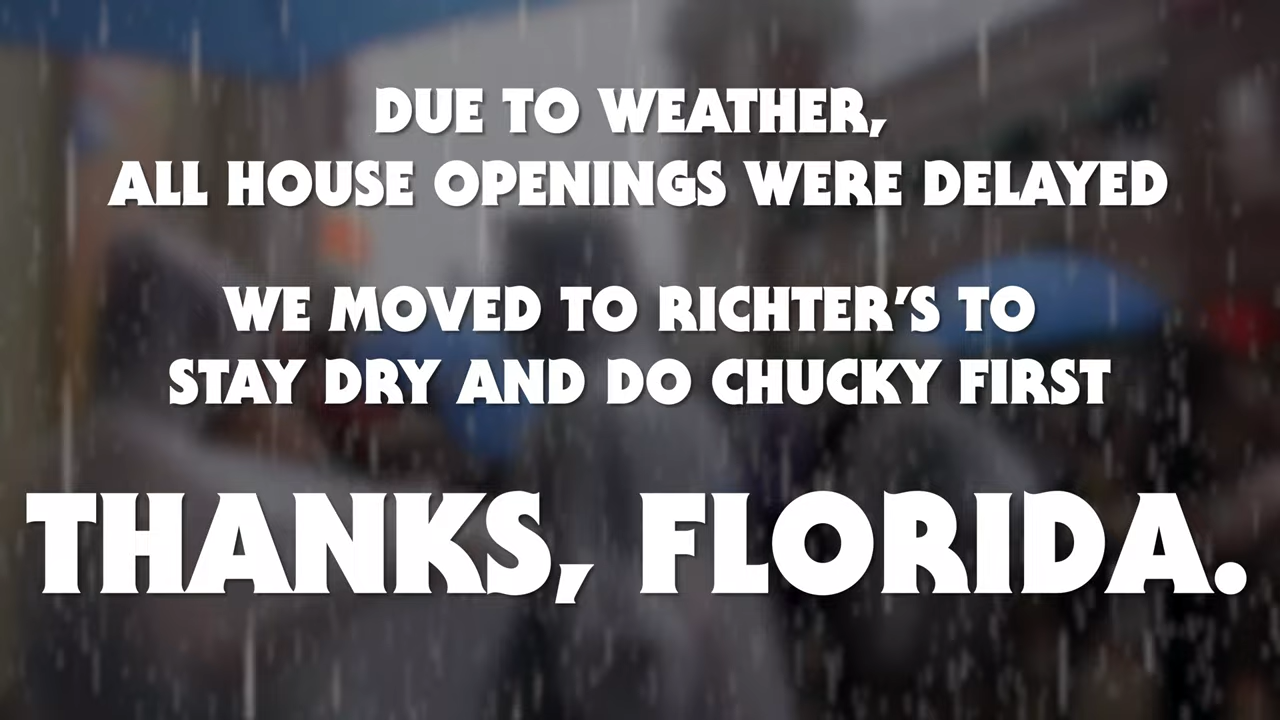 DUE TO WEATHER,
ALL HOUSE OPENINGS WERE DELAYED
WE MOVED TO RICHTER'S TO
STAY DRY AND DO CHUCKY FIRST
THANKS, FLORIDA.